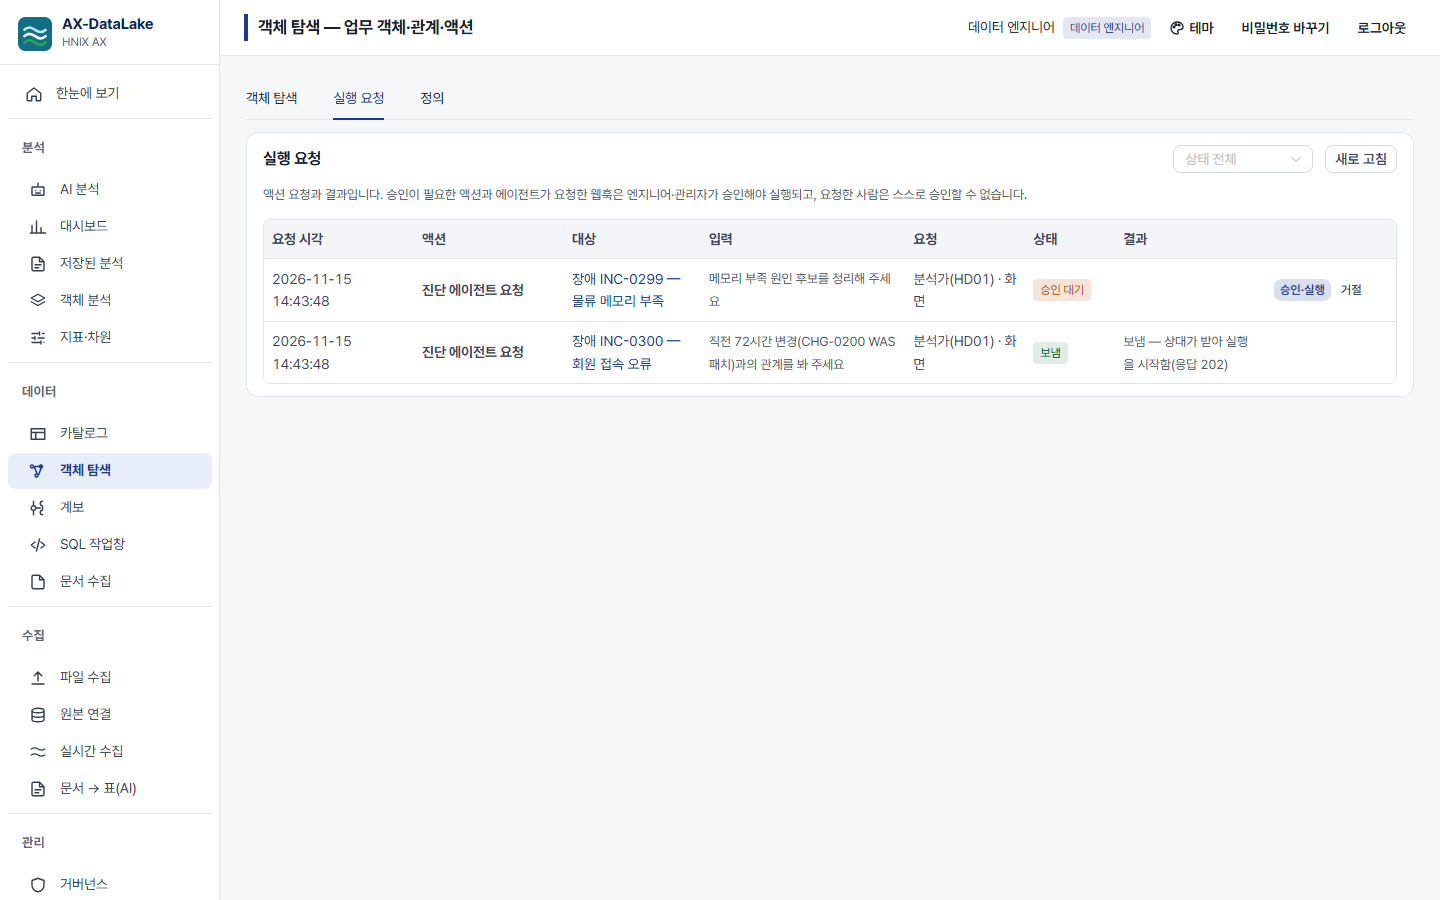 AX-DataLake
HNIX AX
객체 탐색 — 업무 객체·관계·액션
데이터 엔지니어
데이터 엔지니어
테마
비밀번호 바꾸기
로그아웃
한눈에 보기
분석
AI 분석
대시보드
저장된 분석
객체 분석
지표·차원
데이터
카탈로그
객체 탐색
계보
SQL 작업창
문서 수집
수집
파일 수집
원본 연결
실시간 수집
문서 → 표(AI)
관리
거버넌스
객체 탐색
실행 요청
정의
실행 요청
상태 전체
새로 고침
액션 요청과 결과입니다. 승인이 필요한 액션과 에이전트가 요청한 웹훅은 엔지니어·관리자가 승인해야 실행되고, 요청한 사람은 스스로 승인할 수 없습니다.
요청 시각
액션
대상
입력
요청
상태
결과
2026-11-15
14:43:48
진단 에이전트 요청
장애 INC-0299 —
물류 메모리 부족
메모리 부족 원인 후보를 정리해 주세
요
분석가(HD01) · 화
면
승인 대기
승인·실행
거절
2026-11-15
14:43:48
진단 에이전트 요청
장애 INC-0300 —
회원 접속 오류
직전 72시간 변경(CHG-0200 WAS
패치)과의 관계를 봐 주세요
분석가(HD01) · 화
면
보냄
보냄 — 상대가 받아 실행
을 시작함(응답 202)